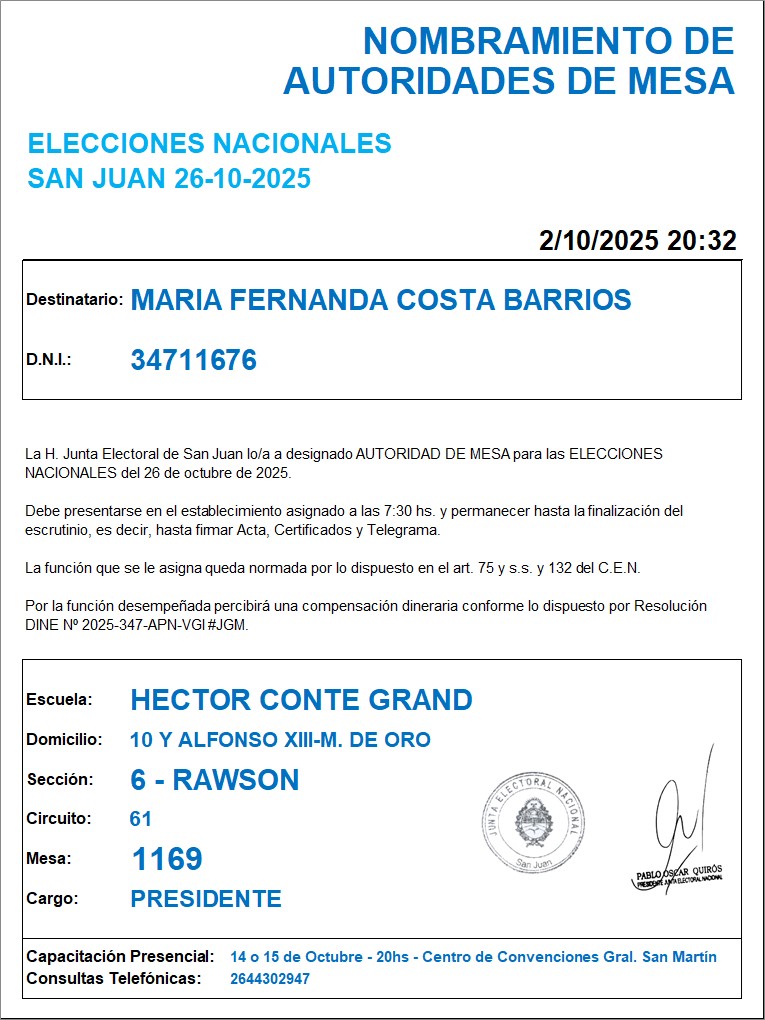 NOMBRAMIENTO DE
AUTORIDADES DE MESA
ELECCIONES NACIONALES
SAN JUAN 26-10-2025
2/10/2025 20:32
Destinatario: MARIA FERNANDA COSTA BARRIOS
D.N.I.: 34711676
La H. Junta Electoral de San Juan lo/a a designado AUTORIDAD DE MESA para las ELECCIONES
NACIONALES del 26 de octubre de 2025.
Debe presentarse en el establecimiento asignado a las 7:30 hs. y permanecer hasta la finalización del
escrutinio, es decir, hasta firmar Acta, Certificados y Telegrama.
La función que se le asigna queda normada por lo dispuesto en el art. 75 y s.s. y 132 del C.E.N.
Por la función desempeñada percibirá una compensación dineraria conforme lo dispuesto por Resolución
DINE Nº 2025-347-APN-VGI#JGM.
Escuela: HECTOR CONTE GRAND
Domicilio: 10 Y ALFONSO XIII-M. DE ORO
Sección: 6 - RAWSON
Circuito: 61
Mesa: 1169
Cargo: PRESIDENTE
JUNTA ELECTORAL NACIONAL
San Juan
PABLO OSCAR QUIRÓS
PRESIDENTE JUNTA ELECTORAL NACIONAL
Capacitación Presencial: 14 o 15 de Octubre - 20hs - Centro de Convenciones Gral. San Martín
Consultas Telefónicas: 2644302947